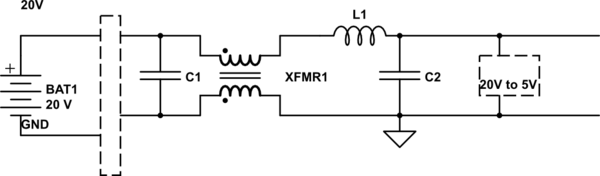 20V
L1
+
BAT1
20 V
GND
C1
XFMR1
C2
20V to 5V